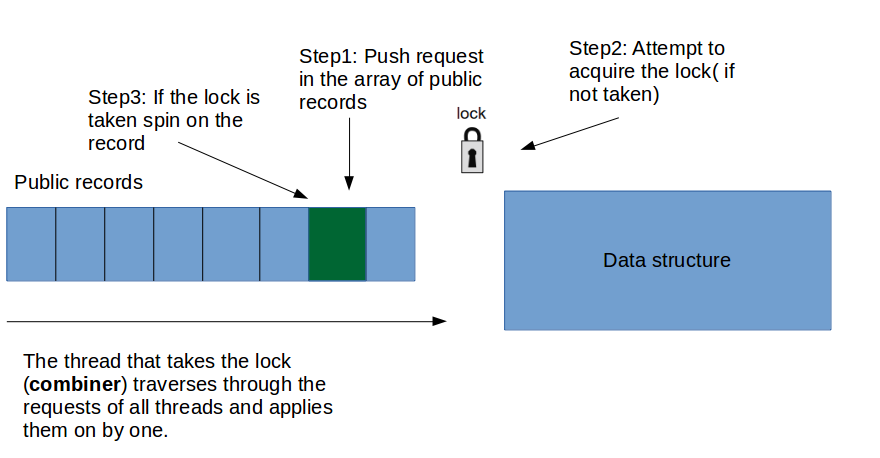 Step1: Push request
in the array of public
records
Step2: Attempt to
acquire the lock( if
not taken)
Step3: If the lock is
taken spin on the
record
lock
Public records
Data structure
The thread that takes the lock
(combiner) traverses through the
requests of all threads and applies
them on by one.